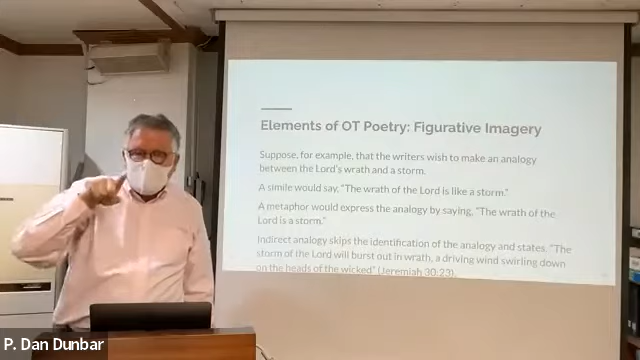 Elements of OT Poetry: Figurative Imagery
Suppose, for example, that the writers wish to make an analogy
between the Lord's wrath and a storm.
A simile would say, "The wrath of the Lord is like a storm."
A metaphor would express the analogy by saying, "The wrath of the
Lord is a storm."
Indirect analogy skips the identification of the analogy and states, "The
storm of the Lord will burst out in wrath, a driving wind swirling down
on the heads of the wicked" (Jeremiah 30:23).
P. Dan Dunbar